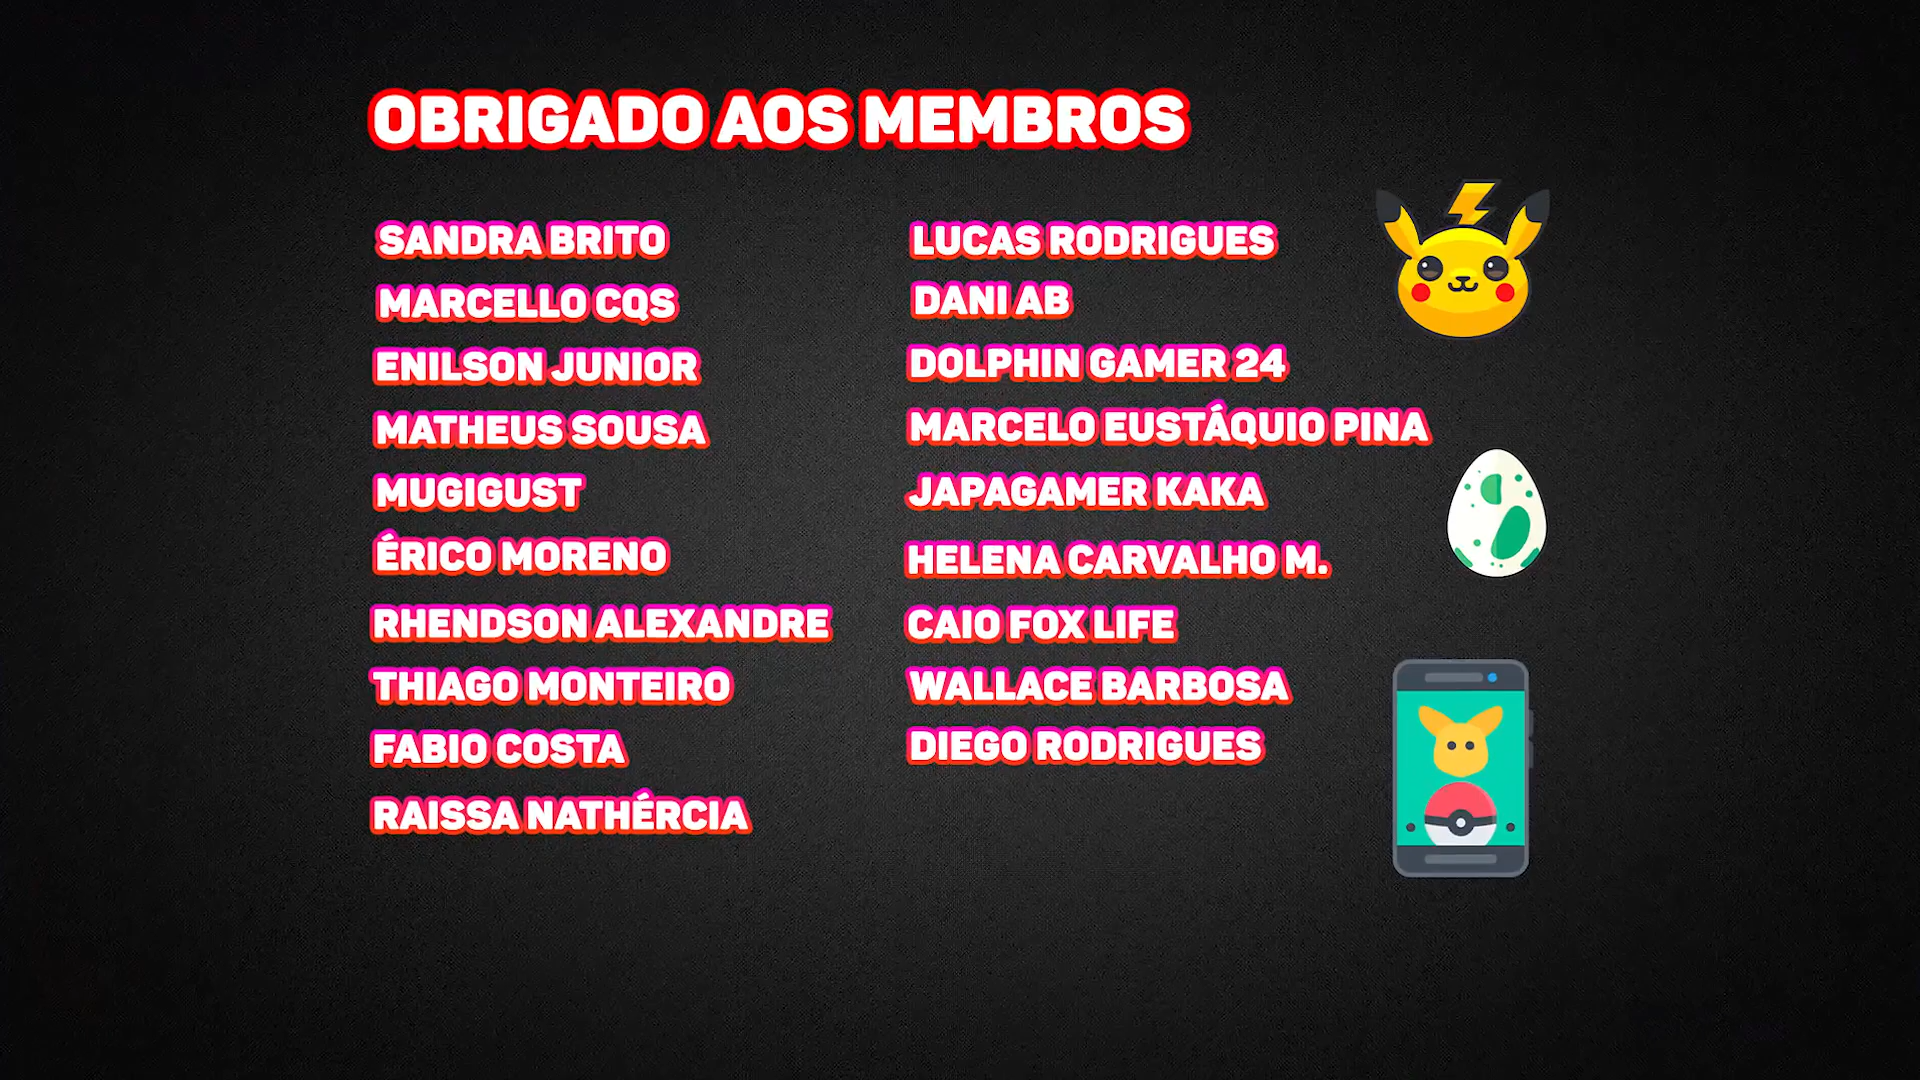 OBRIGADO AOS MEMBROS
SANDRA BRITO
MARCELLO CQS
ENILSON JUNIOR
MATHEUS SOUSA
MUGIGUST
ÉRICO MORENO
RHENDSON ALEXANDRE
THIAGO MONTEIRO
FABIO COSTA
RAISSA NATHÉRCIA
LUCAS RODRIGUES
DANI AB
DOLPHIN GAMER 24
MARCELO EUSTÁQUIO PINA
JAPAGAMER KAKA
HELENA CARVALHO M.
CAIO FOX LIFE
WALLACE BARBOSA
DIEGO RODRIGUES